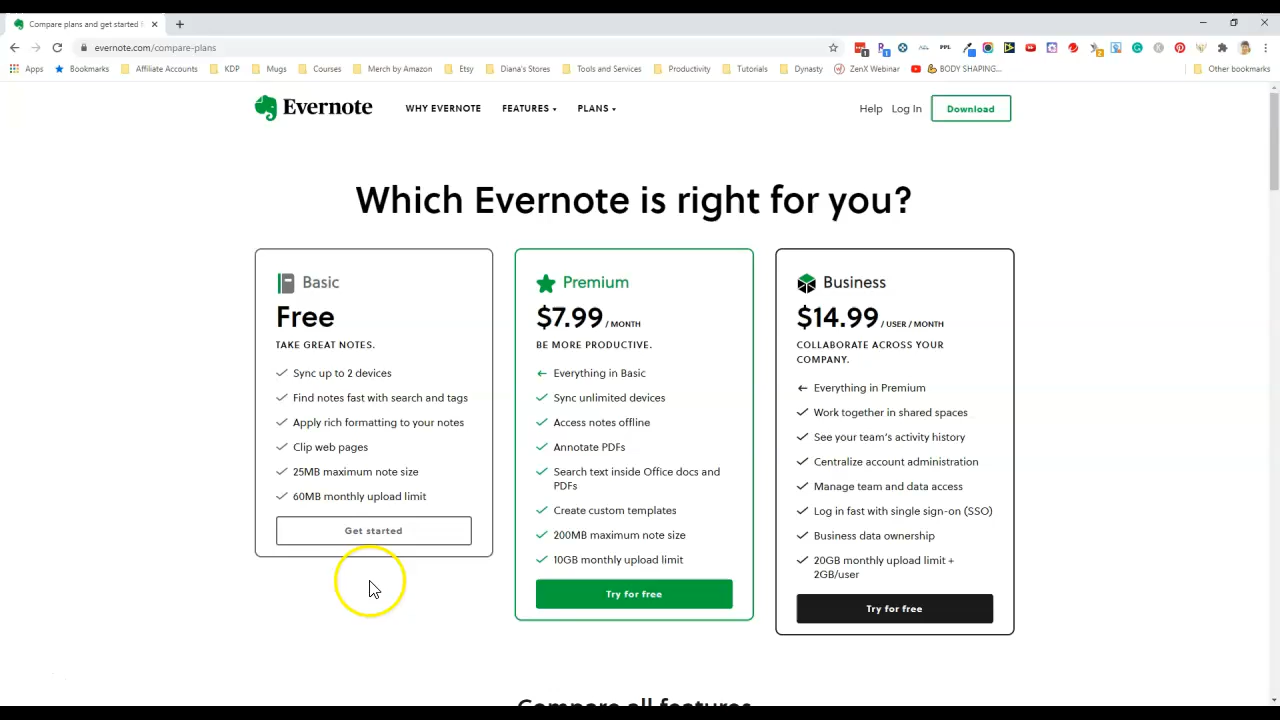 Compare plans and get started
evernote.com/compare-plans
Apps
Bookmarks
Affiliate Accounts
KDP
Mugs
Courses
Merch by Amazon
Etsy
Diana's Stores
Tools and Services
Productivity
Tutorials
Dynasty
ZenX Webinar
BODY SHAPING...
Other bookmarks
Evernote
WHY EVERNOTE
FEATURES
PLANS
Help
Log In
Download
Which Evernote is right for you?
Basic
Free
TAKE GREAT NOTES.
Sync up to 2 devices
Find notes fast with search and tags
Apply rich formatting to your notes
Clip web pages
25MB maximum note size
60MB monthly upload limit
Get started
Premium
$7.99 / MONTH
BE MORE PRODUCTIVE.
Everything in Basic
Sync unlimited devices
Access notes offline
Annotate PDFs
Search text inside Office docs and
PDFs
Create custom templates
200MB maximum note size
10GB monthly upload limit
Try for free
Business
$14.99 / USER / MONTH
COLLABORATE ACROSS YOUR
COMPANY.
Everything in Premium
Work together in shared spaces
See your team's activity history
Centralize account administration
Manage team and data access
Log in fast with single sign-on (SSO)
Business data ownership
20GB monthly upload limit +
2GB/user
Try for free
Compare all features